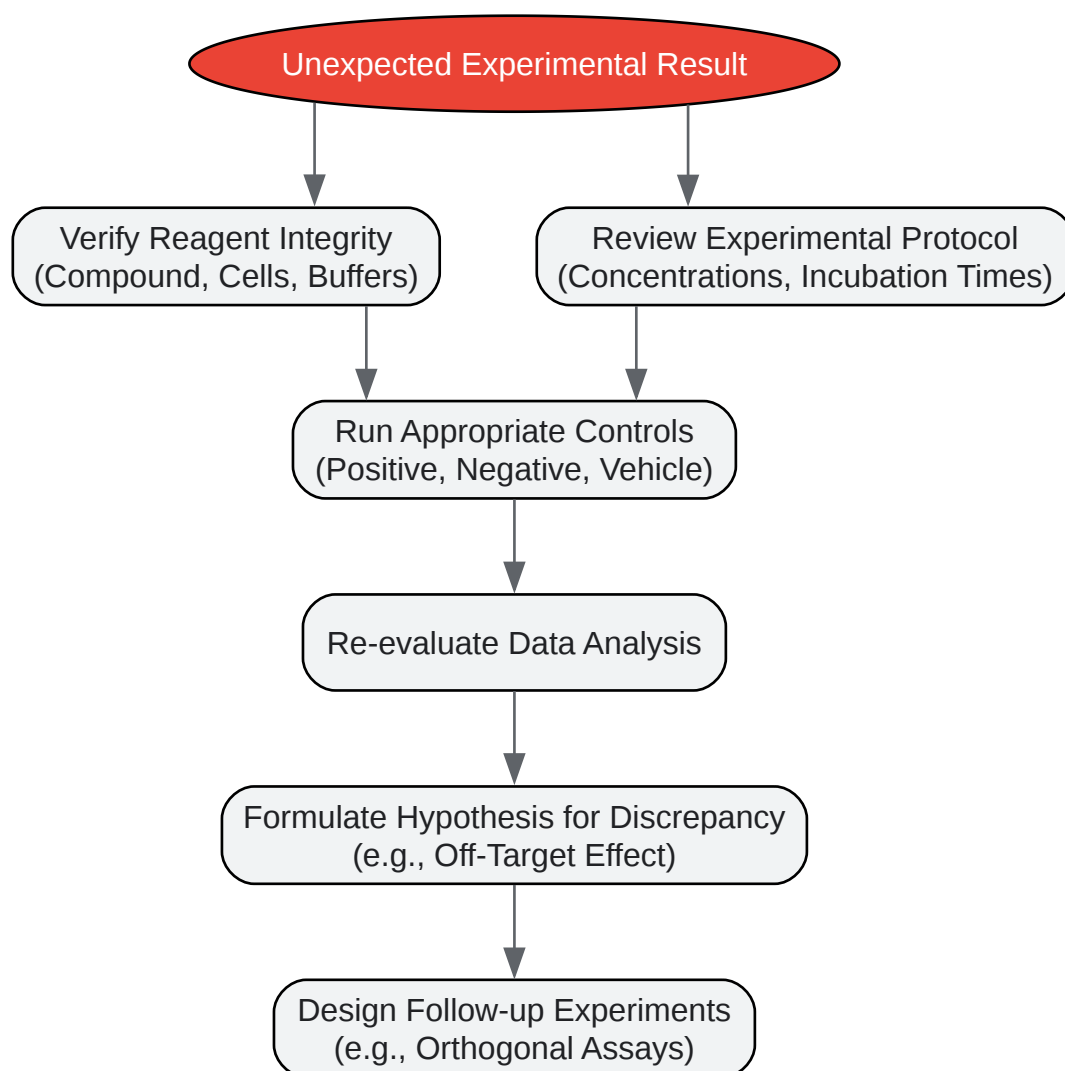 Unexpected Experimental Result
Verify Reagent Integrity
(Compound, Cells, Buffers)
Review Experimental Protocol
(Concentrations, Incubation Times)
Run Appropriate Controls
(Positive, Negative, Vehicle)
Re-evaluate Data Analysis
Formulate Hypothesis for Discrepancy
(e.g., Off-Target Effect)
Design Follow-up Experiments
(e.g., Orthogonal Assays)